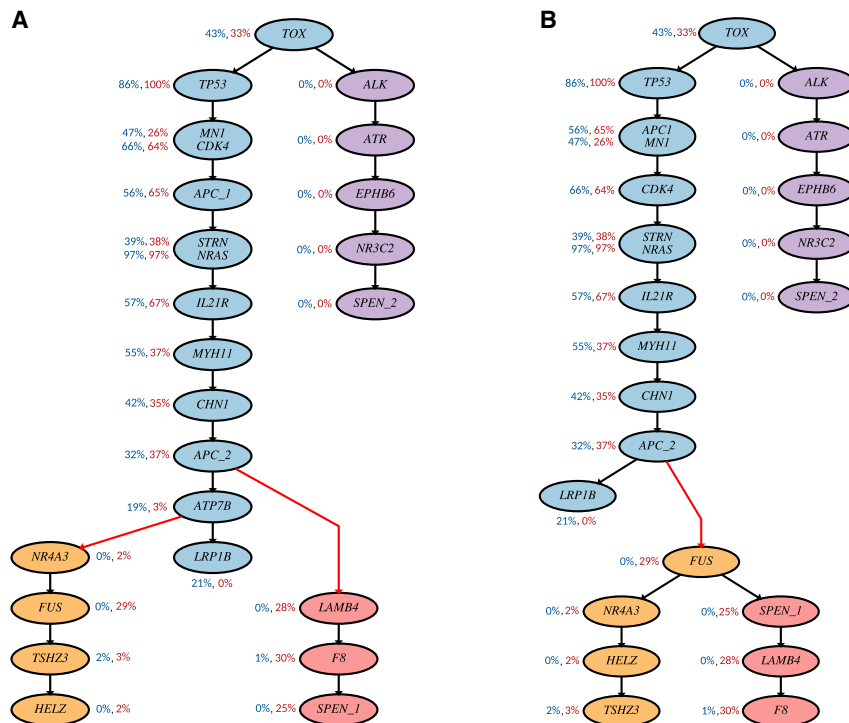 A
43%, 33% TOX
86%, 100% TP53
0%, 0% ALK
47%, 26% MN1
66%, 64% CDK4
0%, 0% ATR
56%, 65% APC_1
0%, 0% EPHB6
39%, 38% STRN
97%, 97% NRAS
0%, 0% NR3C2
57%, 67% IL21R
0%, 0% SPEN_2
55%, 37% MYH11
42%, 35% CHN1
32%, 37% APC_2
19%, 3% ATP7B
NR4A3 0%, 2%
LRP1B
21%, 0%
FUS 0%, 29%
0%, 28% LAMB4
TSHZ3 2%, 3%
1%, 30% F8
HELZ 0%, 2%
0%, 25% SPEN_1
B
43%, 33% TOX
86%, 100% TP53
0%, 0% ALK
56%, 65% APC1
47%, 26% MN1
0%, 0% ATR
66%, 64% CDK4
0%, 0% EPHB6
39%, 38% STRN
97%, 97% NRAS
0%, 0% NR3C2
57%, 67% IL21R
0%, 0% SPEN_2
55%, 37% MYH11
42%, 35% CHN1
32%, 37% APC_2
LRP1B
21%, 0%
0%, 29% FUS
0%, 2% NR4A3
0%, 25% SPEN_1
0%, 2% HELZ
0%, 28% LAMB4
2%, 3% TSHZ3
1%, 30% F8